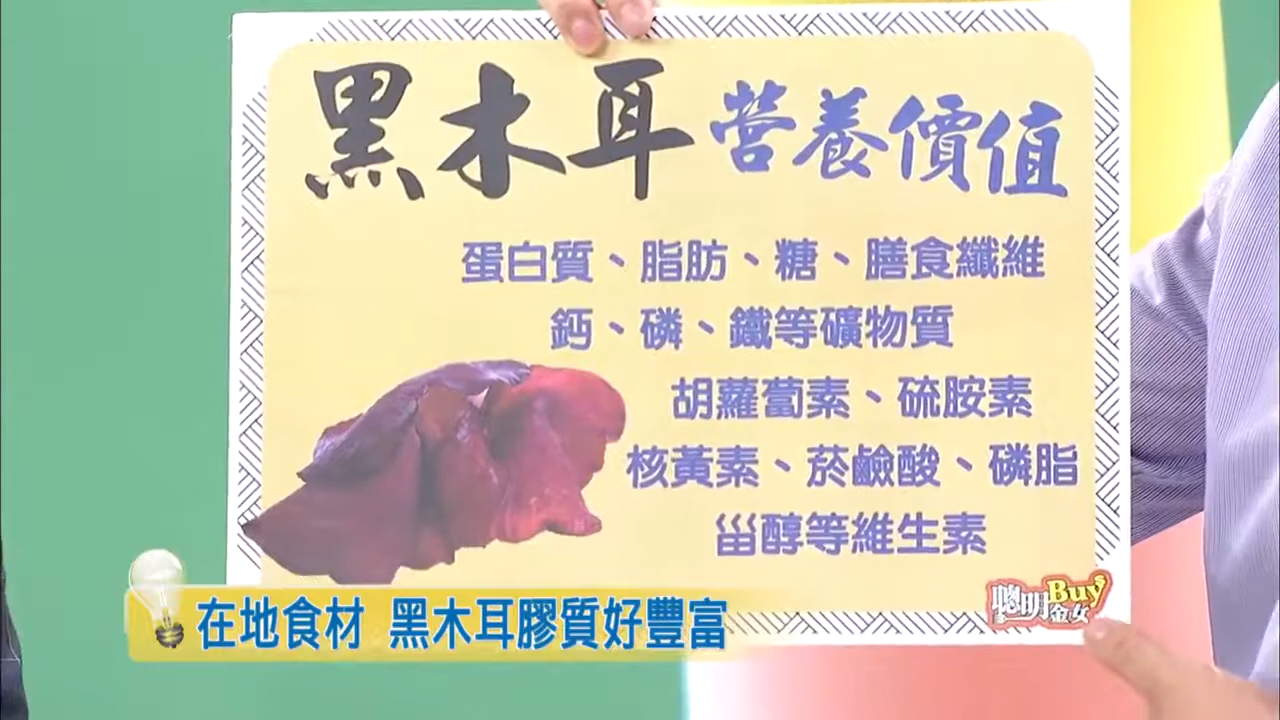 黑木耳 營養價值
蛋白質、脂肪、糖、膳食纖維
鈣、磷、鐵等礦物質
胡蘿蔔素、硫胺素
核黃素、菸鹼酸、磷脂
甾醇等維生素
聰明Buy
金女
在地食材 黑木耳膠質好豐富